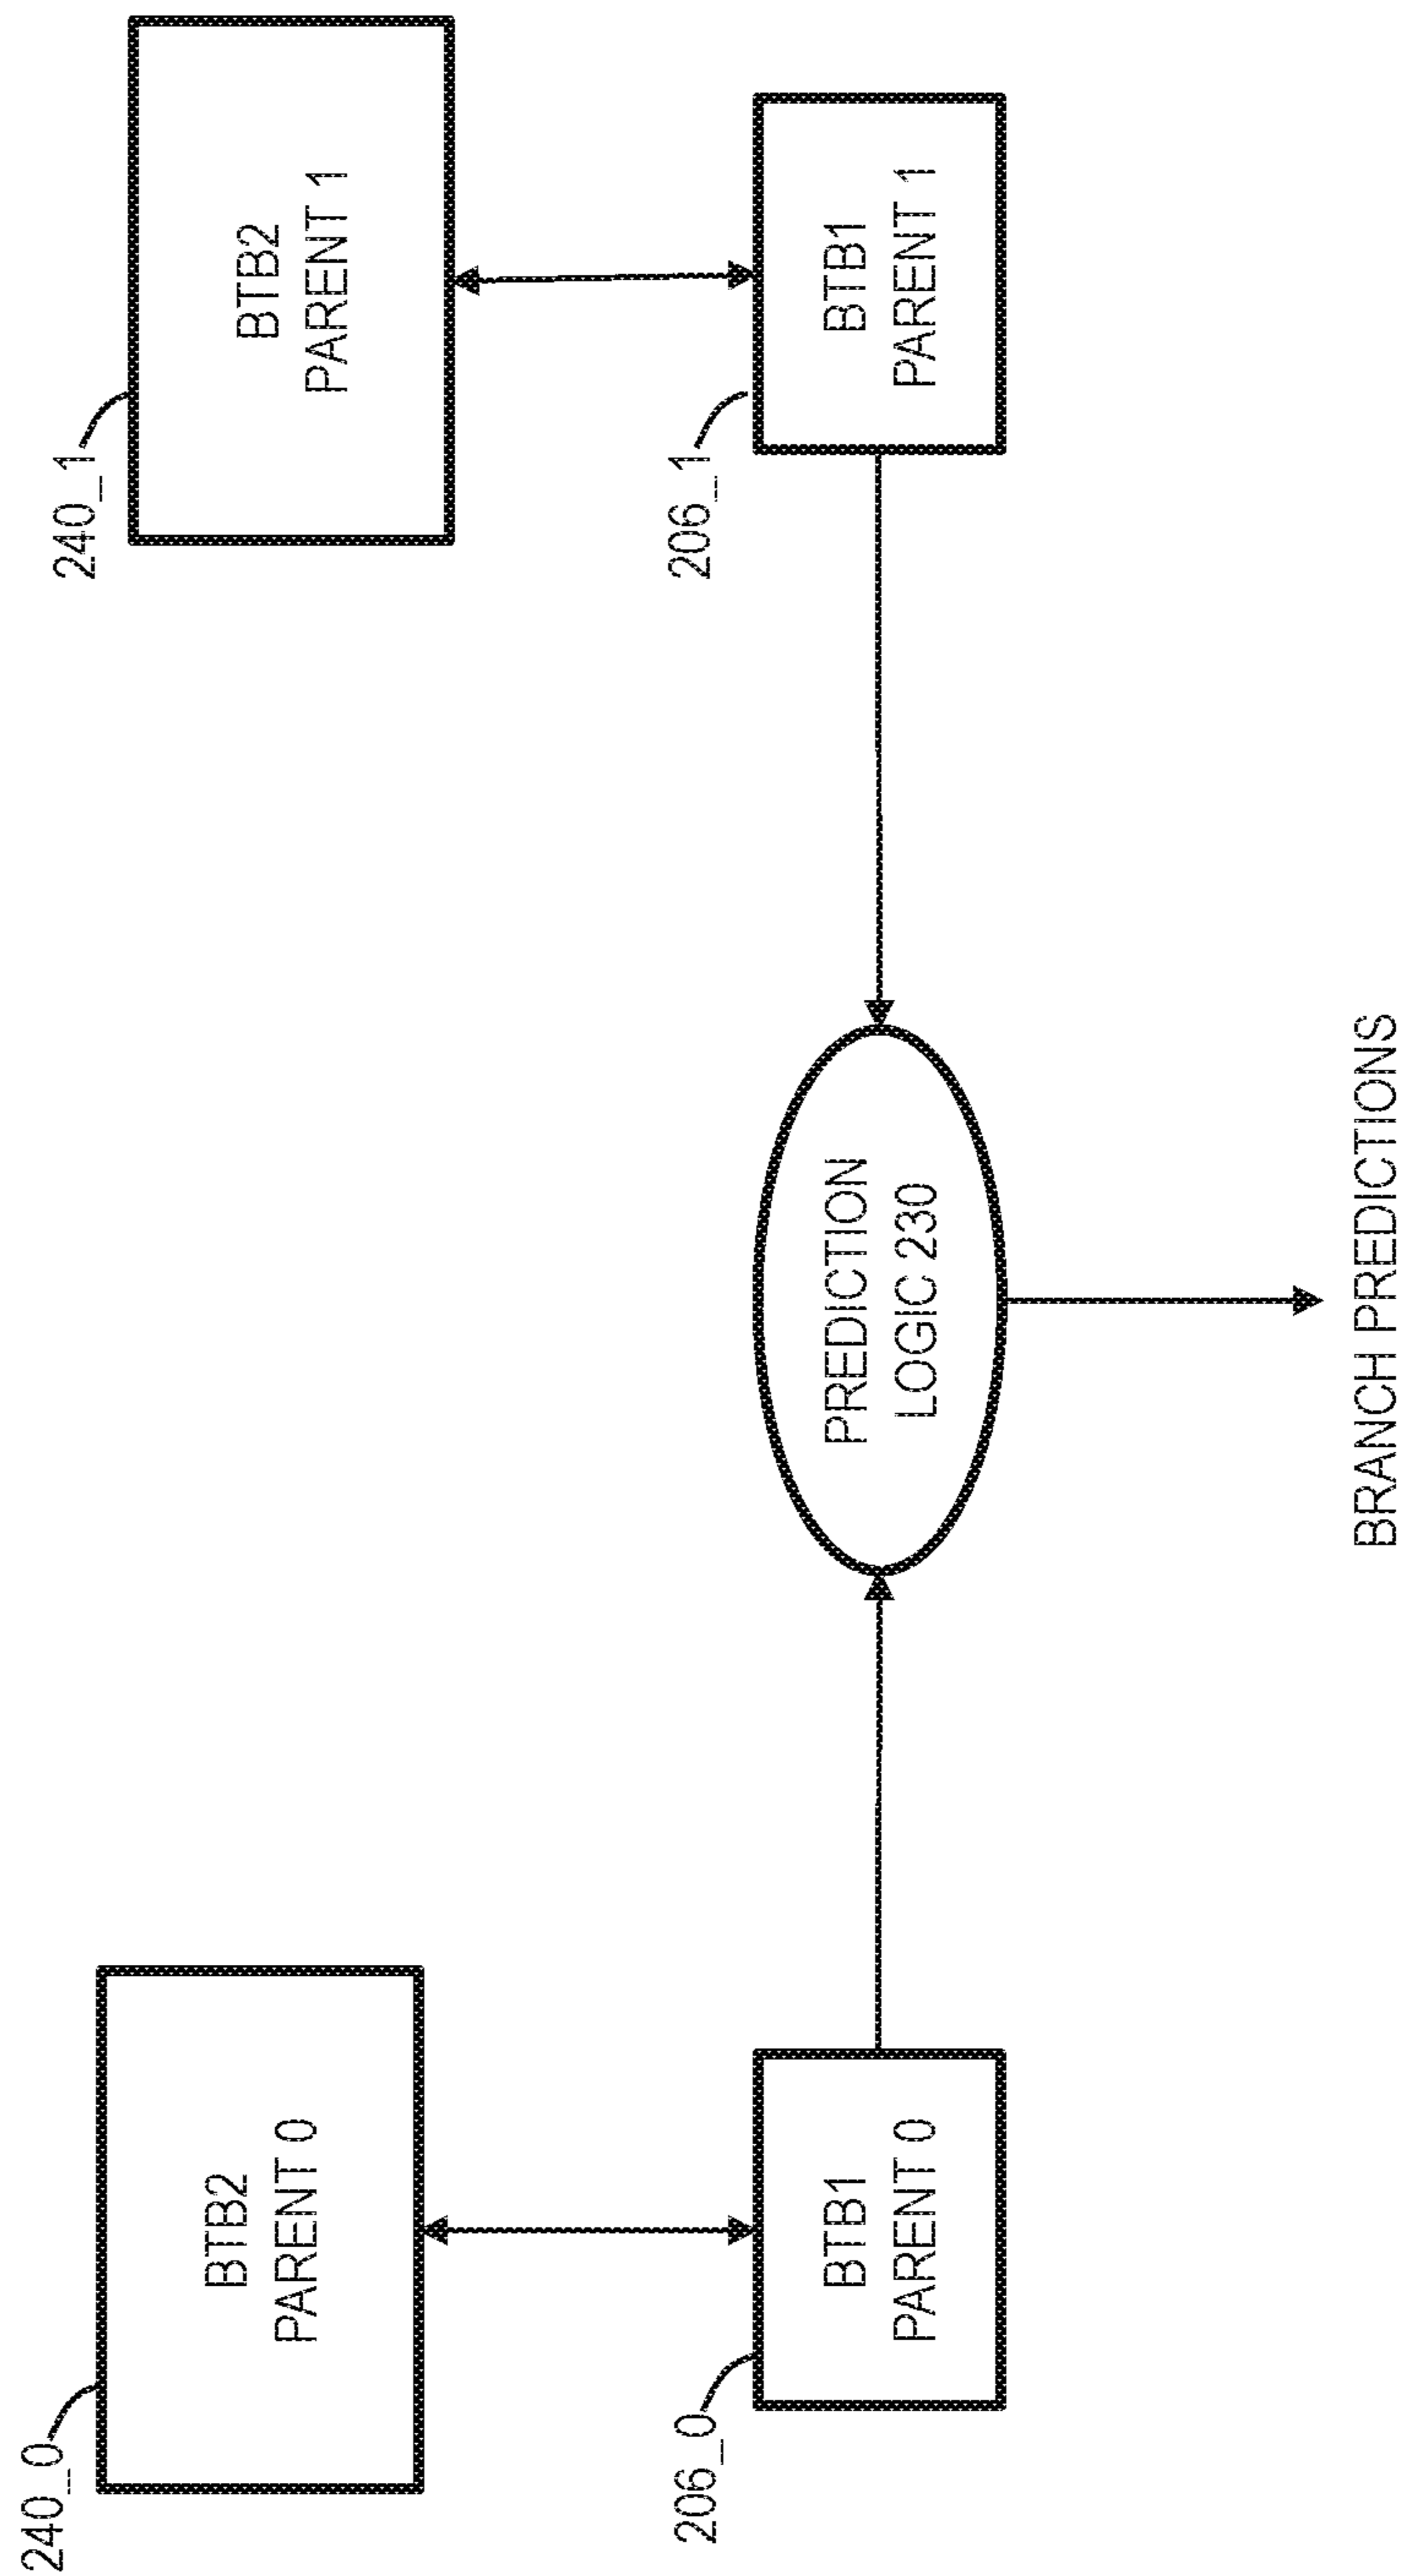 240_0
BTB2
PARENT 0
240_1
BTB2
PARENT 1
206_0
BTB1
PARENT 0
PREDICTION
LOGIC 230
206_1
BTB1
PARENT 1
BRANCH PREDICTIONS